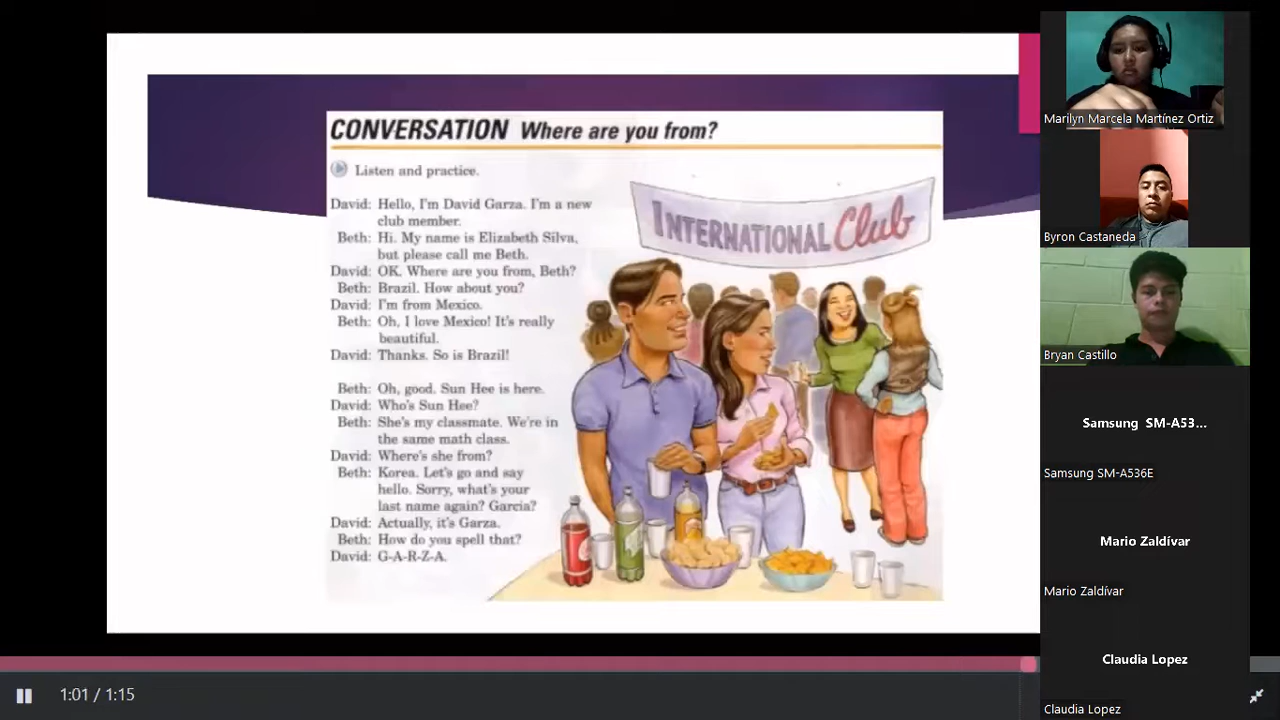 CONVERSATION Where are you from?
Listen and practice.
INTERNATIONAL Club
David: Hello, I'm David Garza. I'm a new
club member.
Beth: Hi. My name is Elizabeth Silva,
but please call me Beth.
David: OK. Where are you from, Beth?
Beth: Brazil. How about you?
David: I'm from Mexico.
Beth: Oh, I love Mexico! It's really
beautiful.
David: Thanks. So is Brazil!
Beth: Oh, good. Sun Hee is here.
David: Who's Sun Hee?
Beth: She's my classmate. We're in
the same math class.
David: Where's she from?
Beth: Korea. Let's go and say
hello. Sorry, what's your
last name again? Garcia?
David: Actually, it's Garza.
Beth: How do you spell that?
David: G-A-R-Z-A.
1:01 / 1:15
Marilyn Marcela Martínez Ortiz
Byron Castaneda
Bryan Castillo
Samsung SM-A53...
Samsung SM-A536E
Mario Zaldívar
Mario Zaldívar
Claudia Lopez
Claudia Lopez